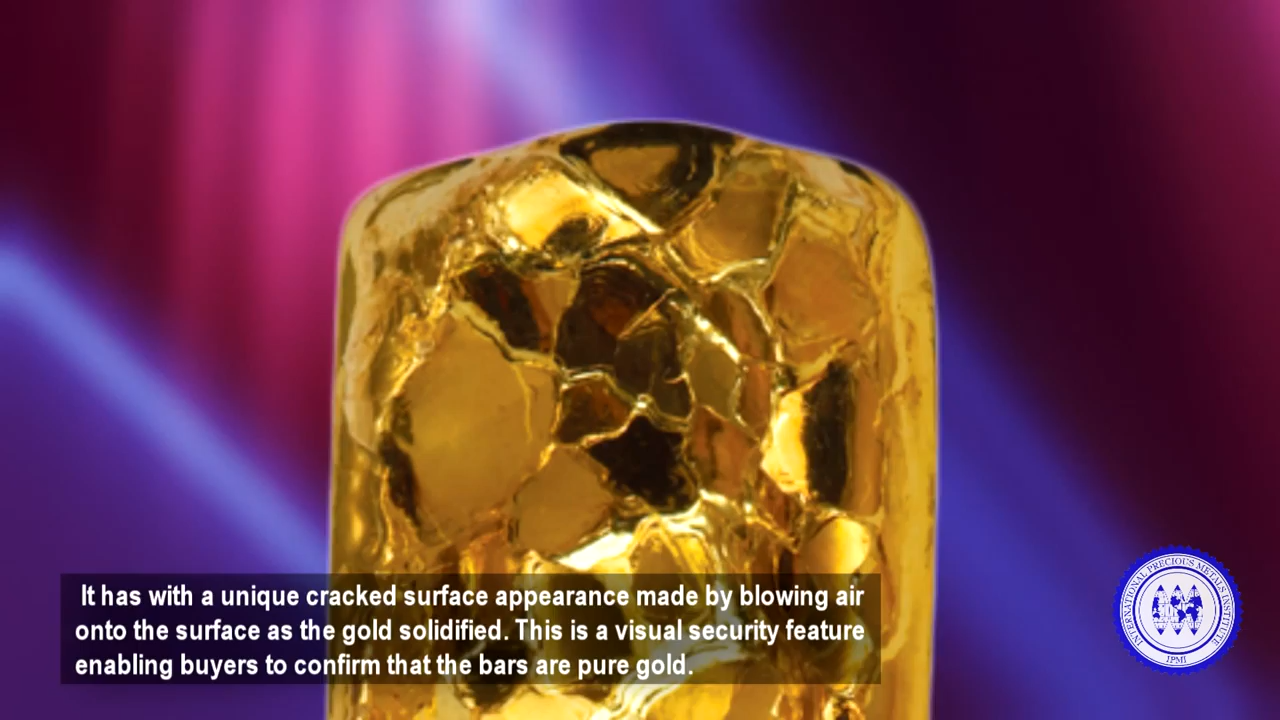 It has with a unique cracked surface appearance made by blowing air
onto the surface as the gold solidified. This is a visual security feature
enabling buyers to confirm that the bars are pure gold.
INTERNATIONAL PRECIOUS METALS INSTITUTE
IPMI